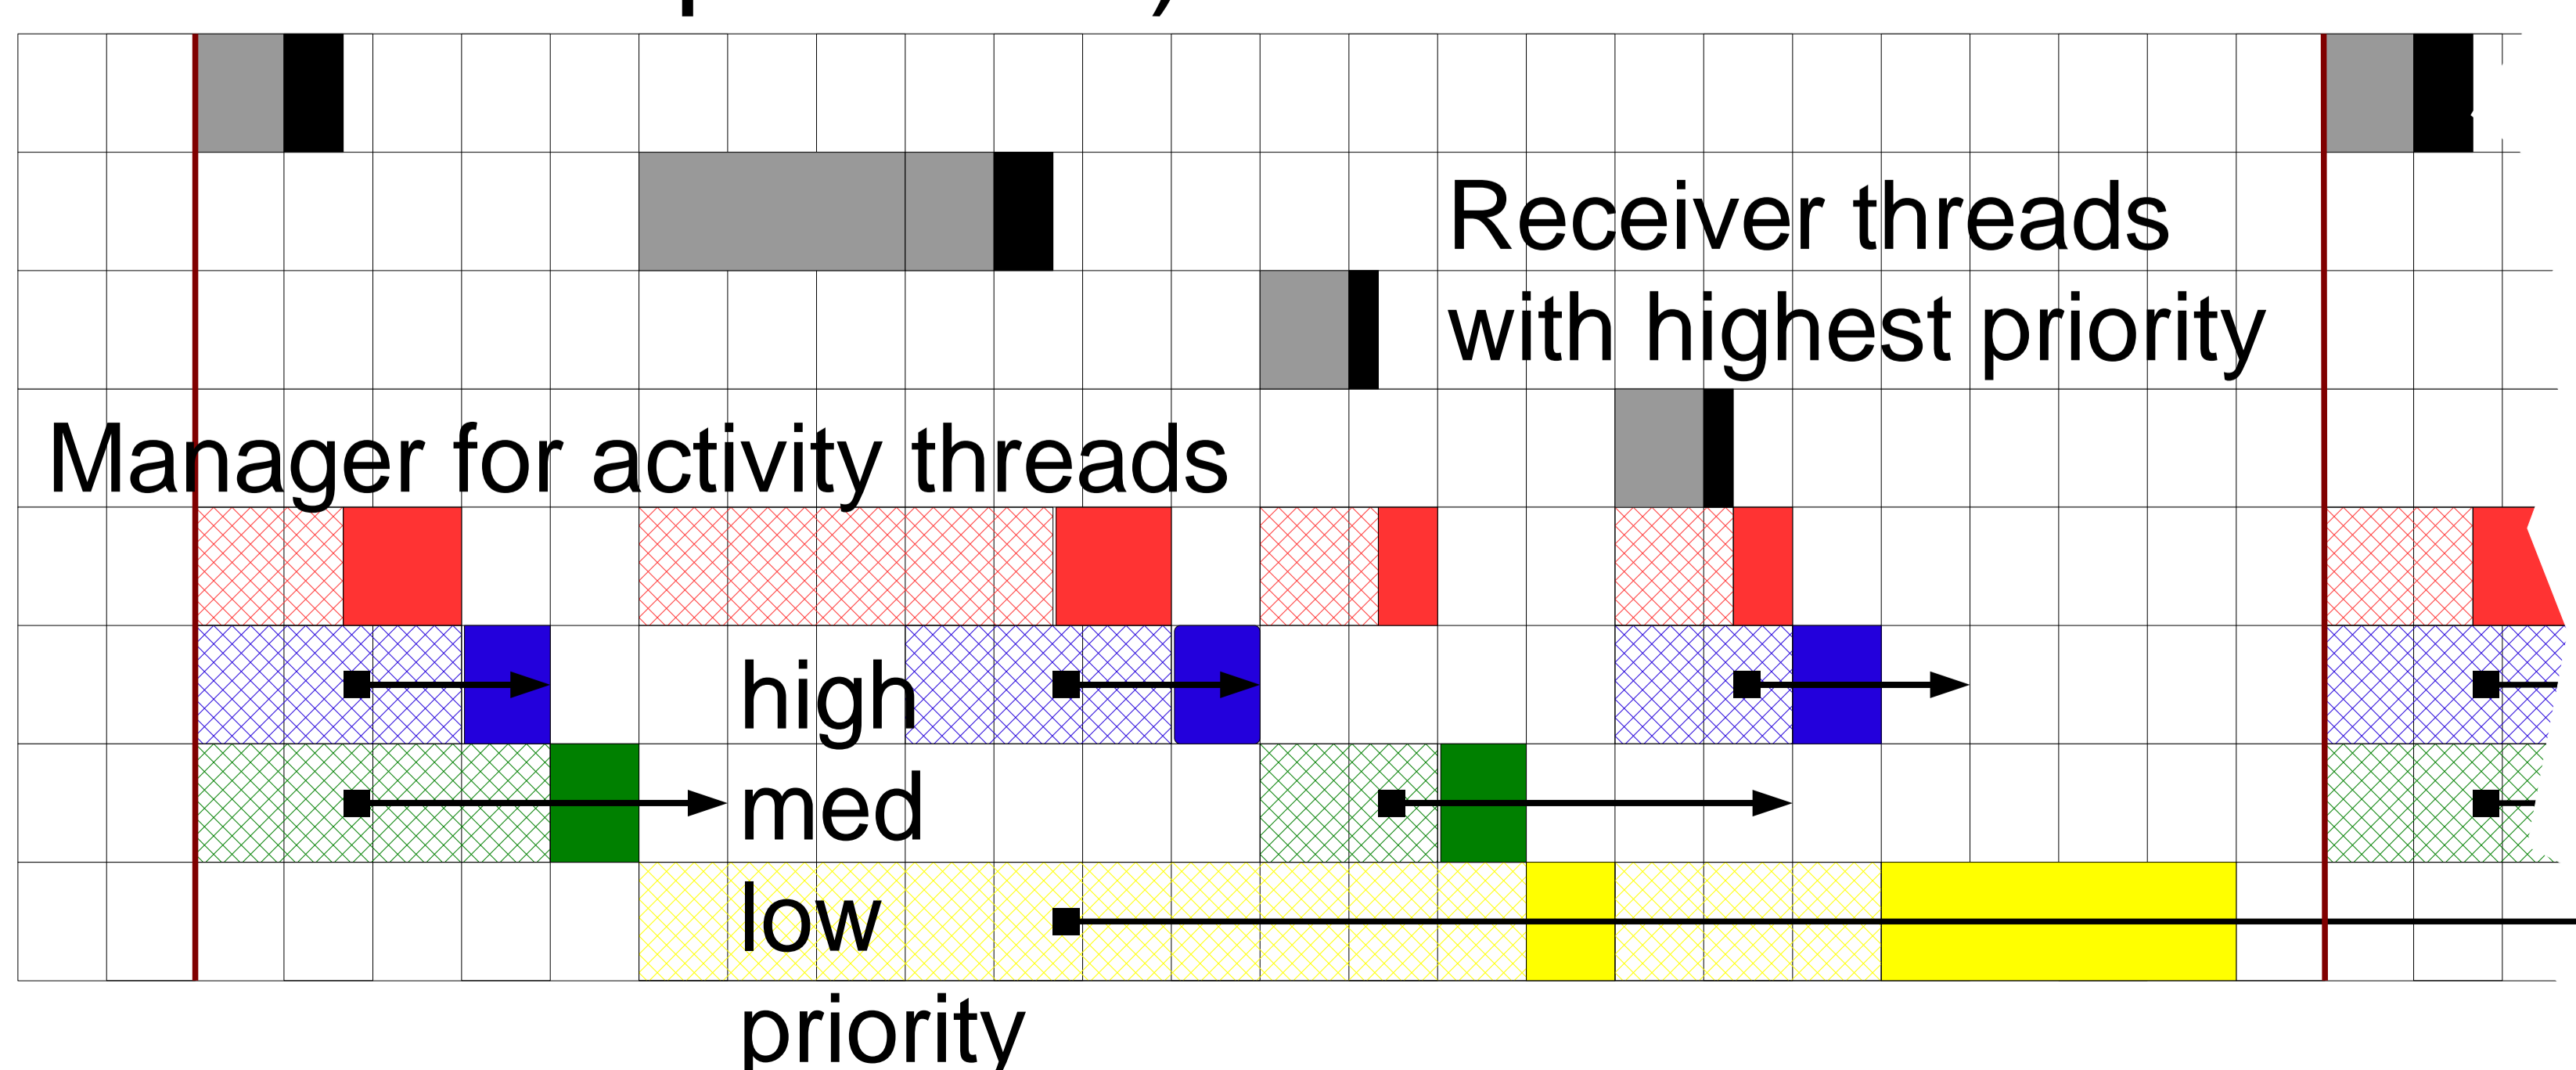 Receiver threads
with highest priority
Manager for activity threads
high
med
low
priority